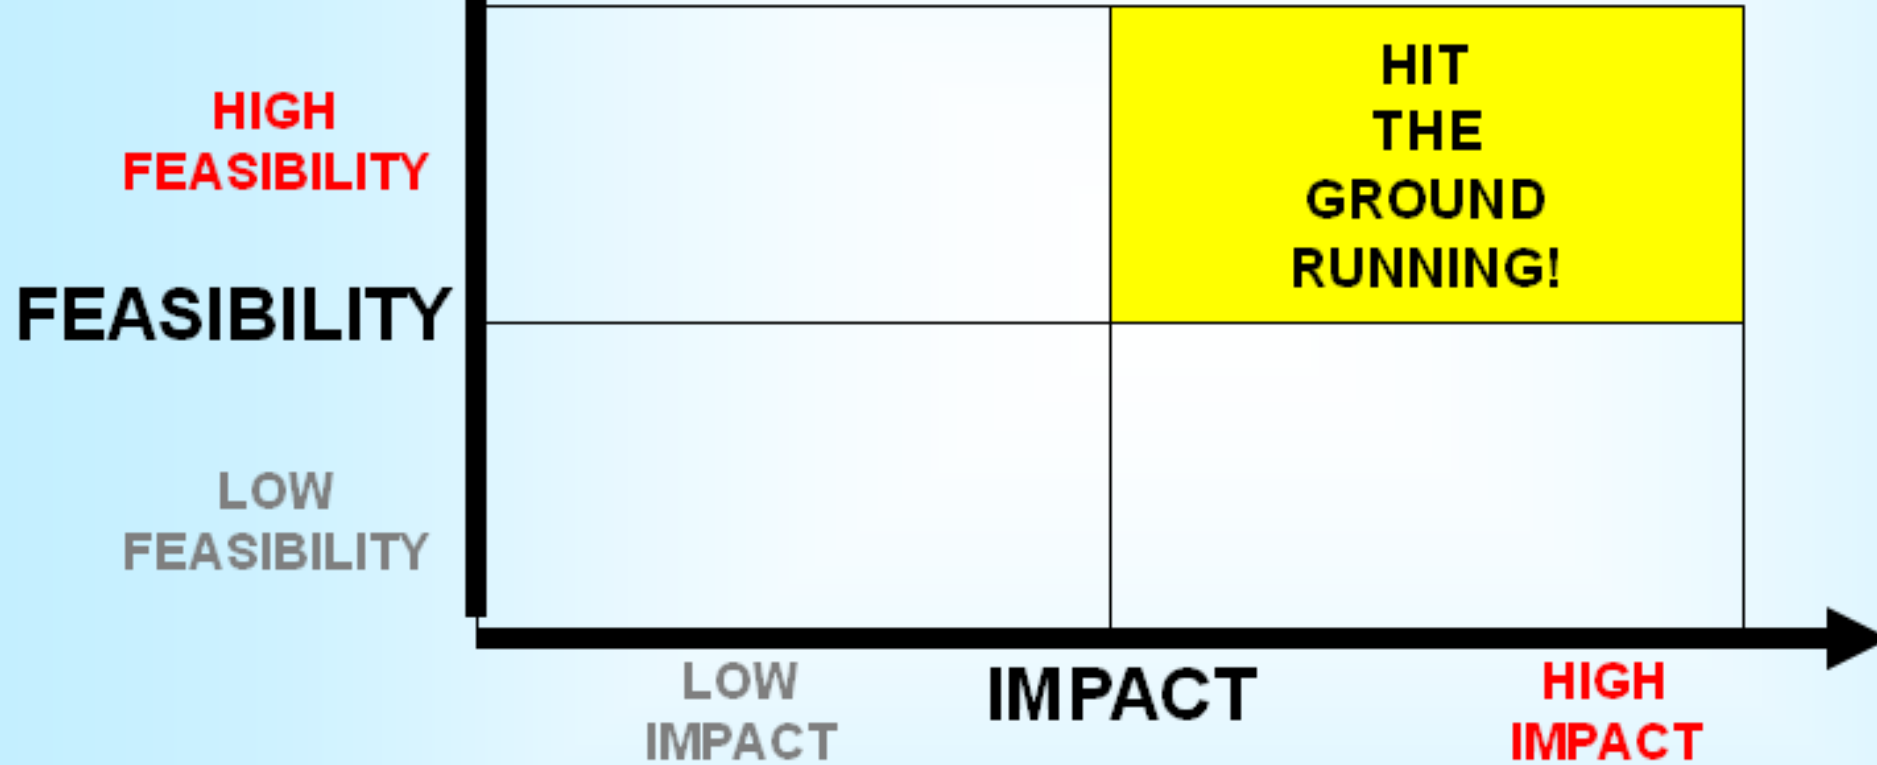 HIT
THE
GROUND
RUNNING!
HIGH
FEASIBILITY
FEASIBILITY
LOW
FEASIBILITY
LOW
IMPACT
IMPACT
HIGH
IMPACT